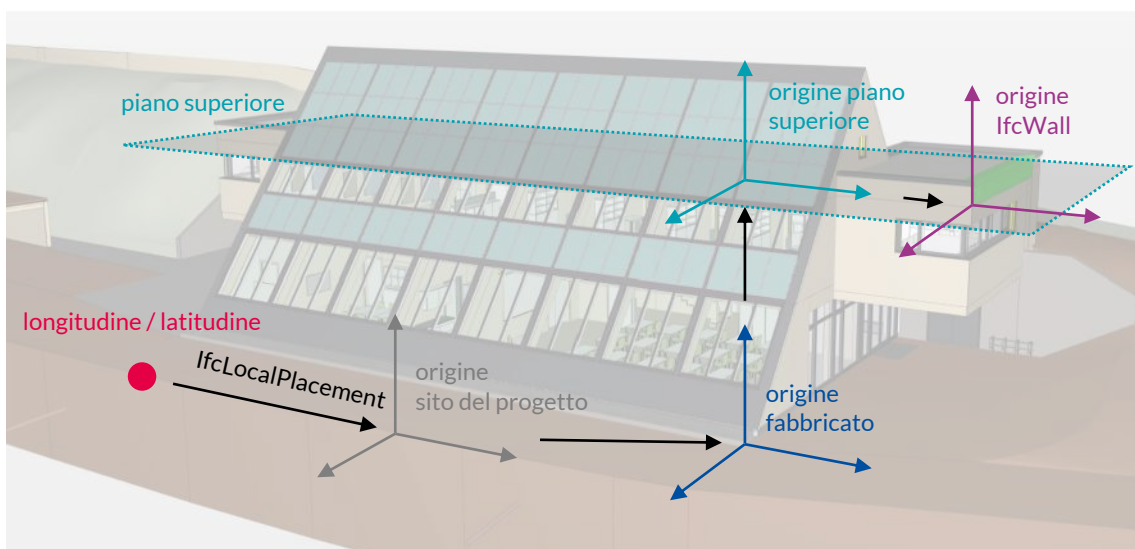 piano superiore
origine piano
superiore
origine
IfcWall
longitudine / latitudine
IfcLocalPlacement
origine
sito del progetto
origine
fabbricato